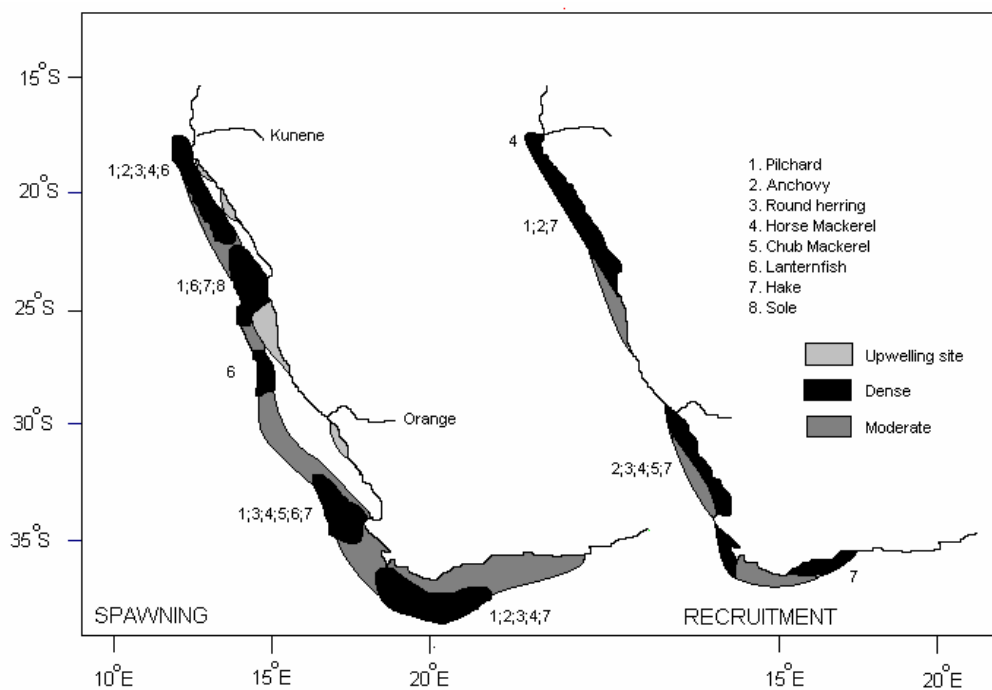 15°S
20°S
25°S
30°S
35°S
Kunene
1;2;3;4;6
1;6;7;8
6
Orange
1;3;4;5;6;7
1;2;3;4;7
SPAWNING
4
1;2;7
2;3;4;5;7
7
RECRUITMENT
1. Pilchard
2. Anchovy
3. Round herring
4. Horse Mackerel
5. Chub Mackerel
6. Lanternfish
7. Hake
8. Sole
Upwelling site
Dense
Moderate
10°E 15°E 20°E 15°E 20°E